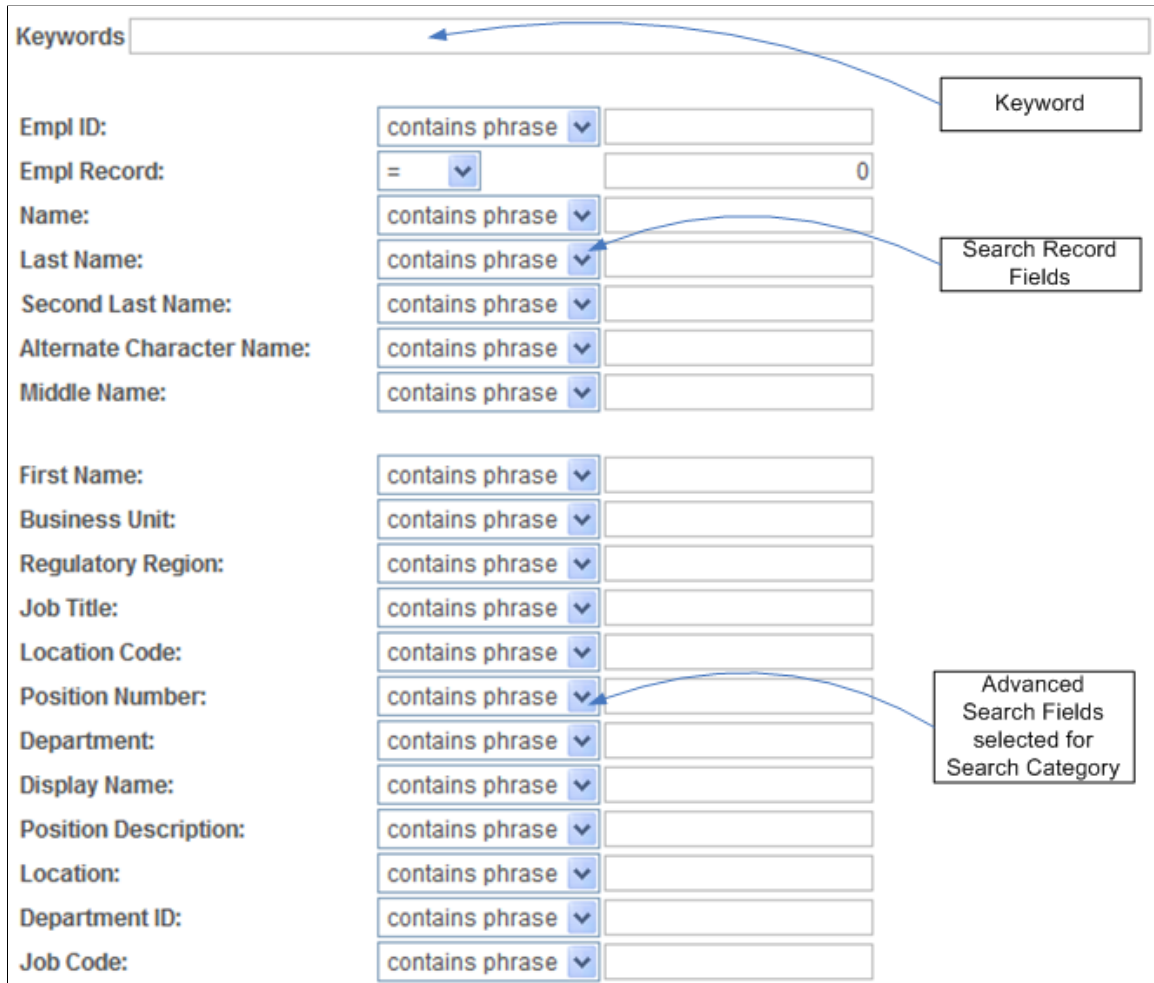 Keywords
Keyword
Empl ID: contains phrase
Empl Record: = 0
Name: contains phrase
Last Name: contains phrase
Search Record
Fields
Second Last Name: contains phrase
Alternate Character Name: contains phrase
Middle Name: contains phrase
First Name: contains phrase
Business Unit: contains phrase
Regulatory Region: contains phrase
Job Title: contains phrase
Location Code: contains phrase
Position Number: contains phrase
Advanced
Search Fields
selected for
Search Category
Department: contains phrase
Display Name: contains phrase
Position Description: contains phrase
Location: contains phrase
Department ID: contains phrase
Job Code: contains phrase